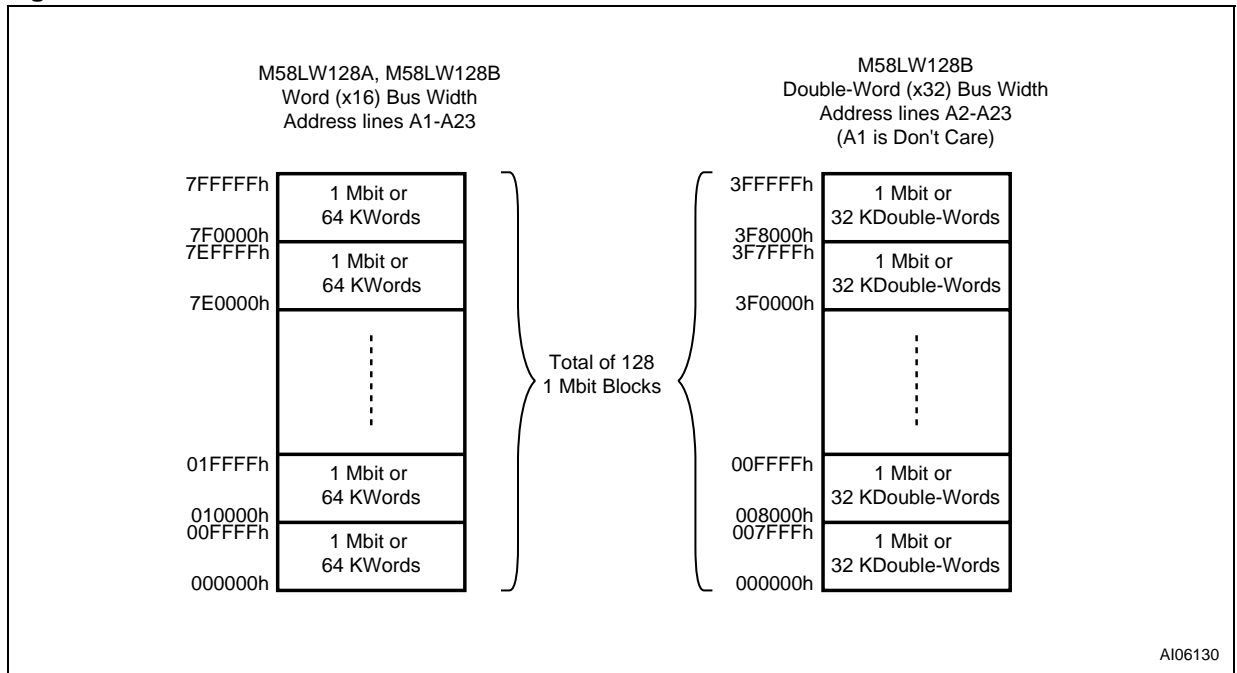 M58LW128A, M58LW128B
Word (x16) Bus Width
Address lines A1-A23
7FFFFFh
1 Mbit or
64 KWords
7F0000h
7EFFFFh
1 Mbit or
64 KWords
7E0000h
01FFFFh
1 Mbit or
64 KWords
010000h
00FFFFh
1 Mbit or
64 KWords
000000h
Total of 128
1 Mbit Blocks
M58LW128B
Double-Word (x32) Bus Width
Address lines A2-A23
(A1 is Don't Care)
3FFFFFh
1 Mbit or
32 KDouble-Words
3F8000h
3F7FFFh
1 Mbit or
32 KDouble-Words
3F0000h
00FFFFh
1 Mbit or
32 KDouble-Words
008000h
007FFFh
1 Mbit or
32 KDouble-Words
000000h
AI06130